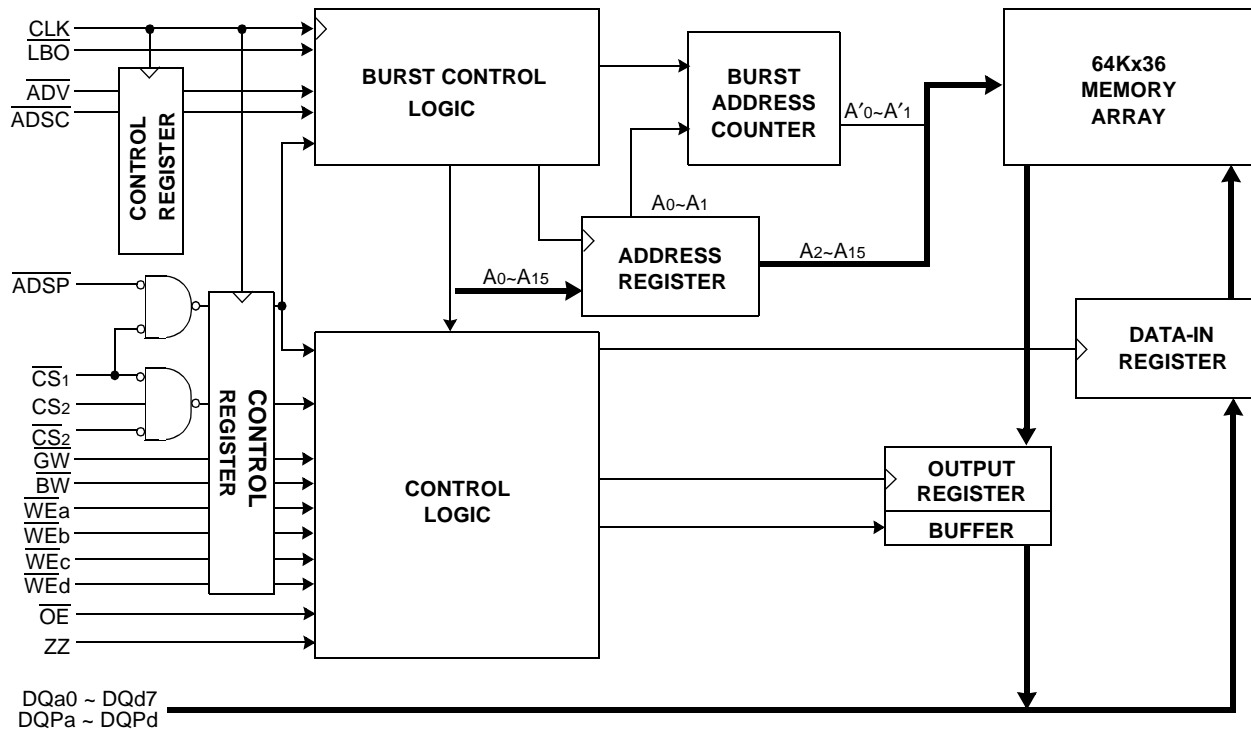 CLK
LBO
ADV
ADSC
CONTROL
REGISTER
BURST CONTROL
LOGIC
BURST
ADDRESS
COUNTER
A′0~A′1
64Kx36
MEMORY
ARRAY
A0~A1
ADDRESS
REGISTER
A2~A15
A0~A15
ADSP
CS1
CS2
CS2
GW
BW
WEa
WEb
WEc
WEd
OE
ZZ
CONTROL
REGISTER
CONTROL
LOGIC
DATA-IN
REGISTER
OUTPUT
REGISTER
BUFFER
DQa0 ~ DQd7
DQPa ~ DQPd